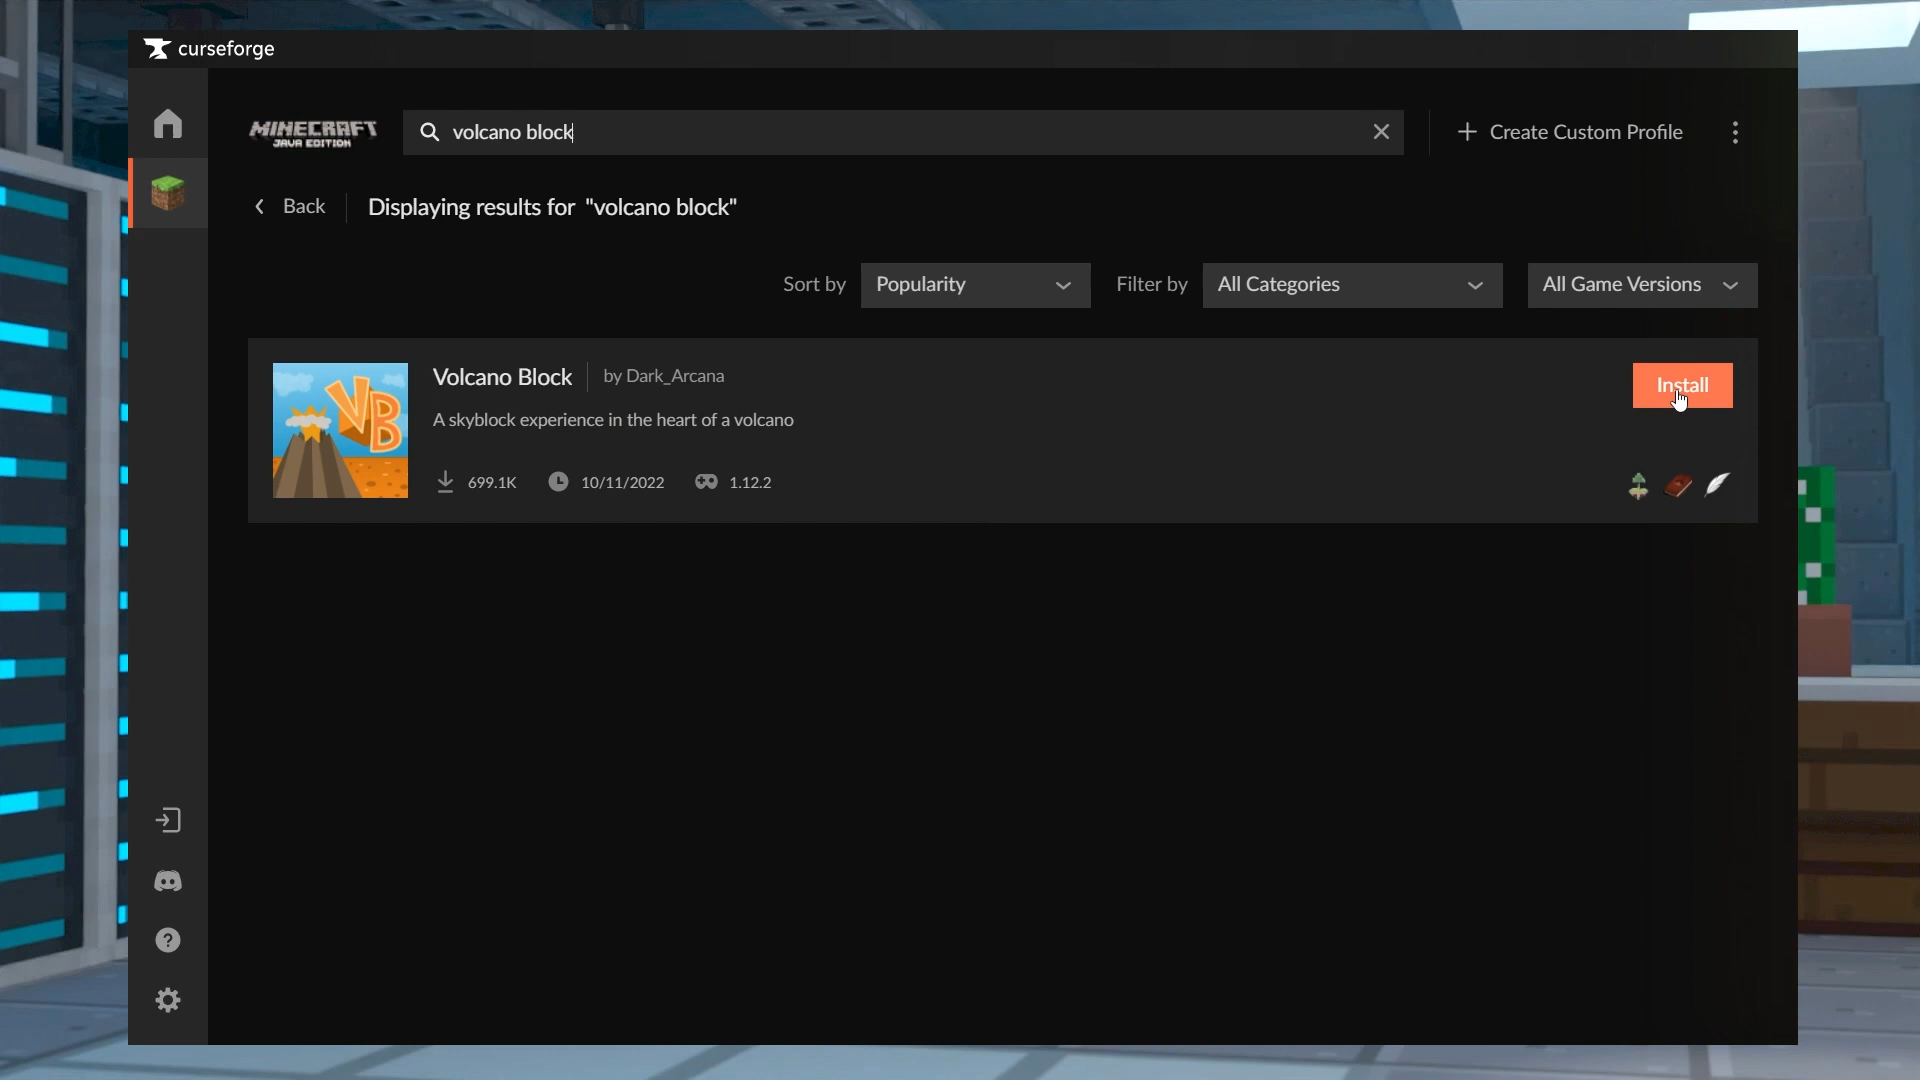 curseforge
MINECRAFT
JAVA EDITION
volcano block
Create Custom Profile
Back
Displaying results for "volcano block"
Sort by
Popularity
Filter by
All Categories
All Game Versions
VB
Volcano Block
by Dark_Arcana
Install
A skyblock experience in the heart of a volcano
699.1K
10/11/2022
1.12.2